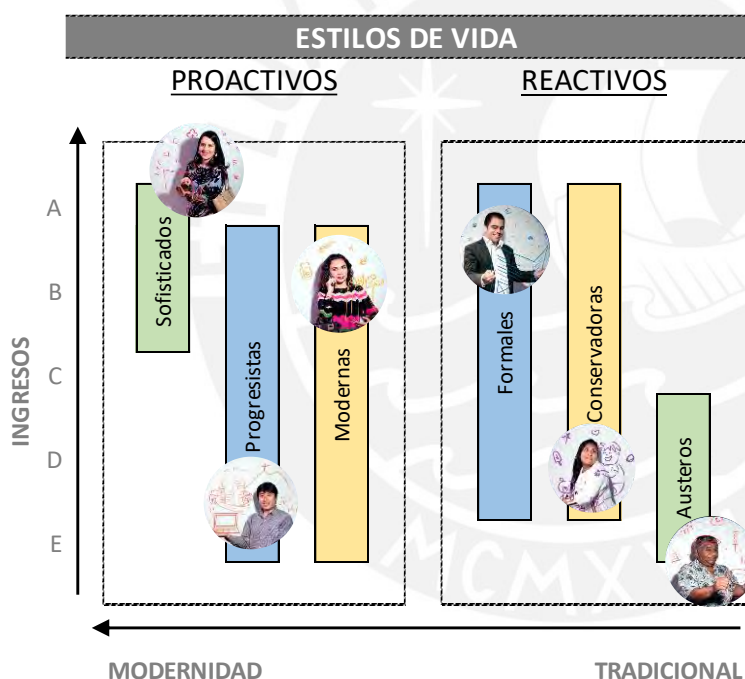 ESTILOS DE VIDA
PROACTIVOS
REACTIVOS
INGRESOS
A
B
C
D
E
Sofisticados
Progresistas
Modernas
Formales
Conservadoras
Austeros
MODERNIDAD
TRADICIONAL